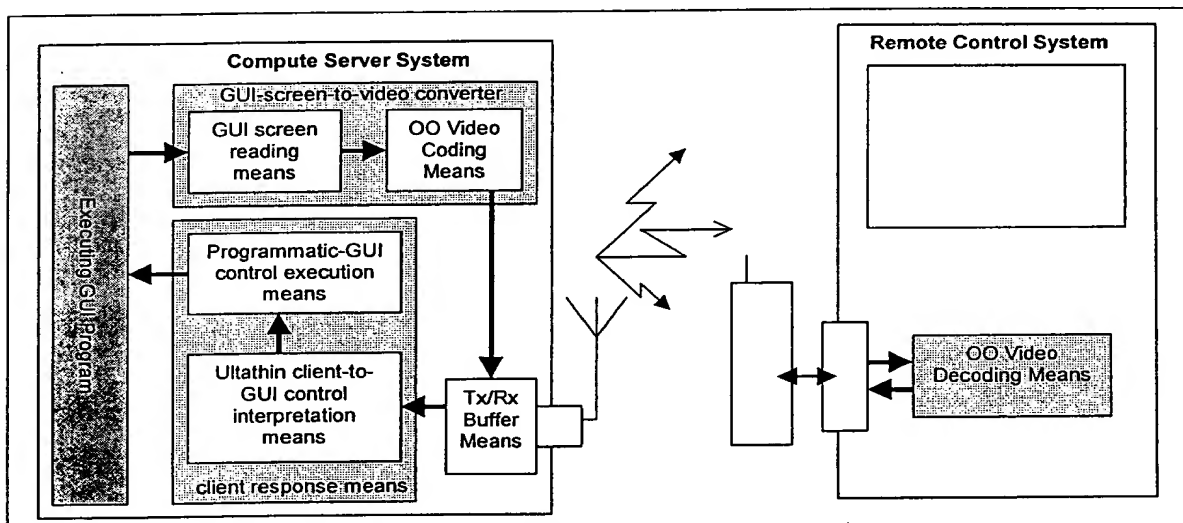 Compute Server System
GUI-screen-to-video converter
GUI screen
reading
means
OO Video
Coding
Means
Executing GUI Programme
Programmatic-GUI
control execution
means
Ultathin client-to-
GUI control
interpretation
means
client response means
Tx/Rx
Buffer
Means
Remote Control System
OO Video
Decoding Means